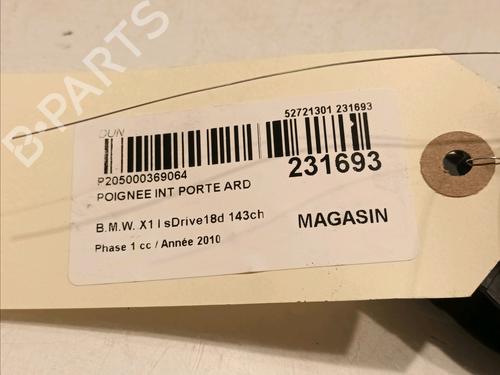 B-PARTS
DUN
52721301 231693
P205000369064
231693
POIGNEE INT PORTE ARD
B.M.W. X1 I sDrive18d 143ch
MAGASIN
Phase 1 cc / Année 2010